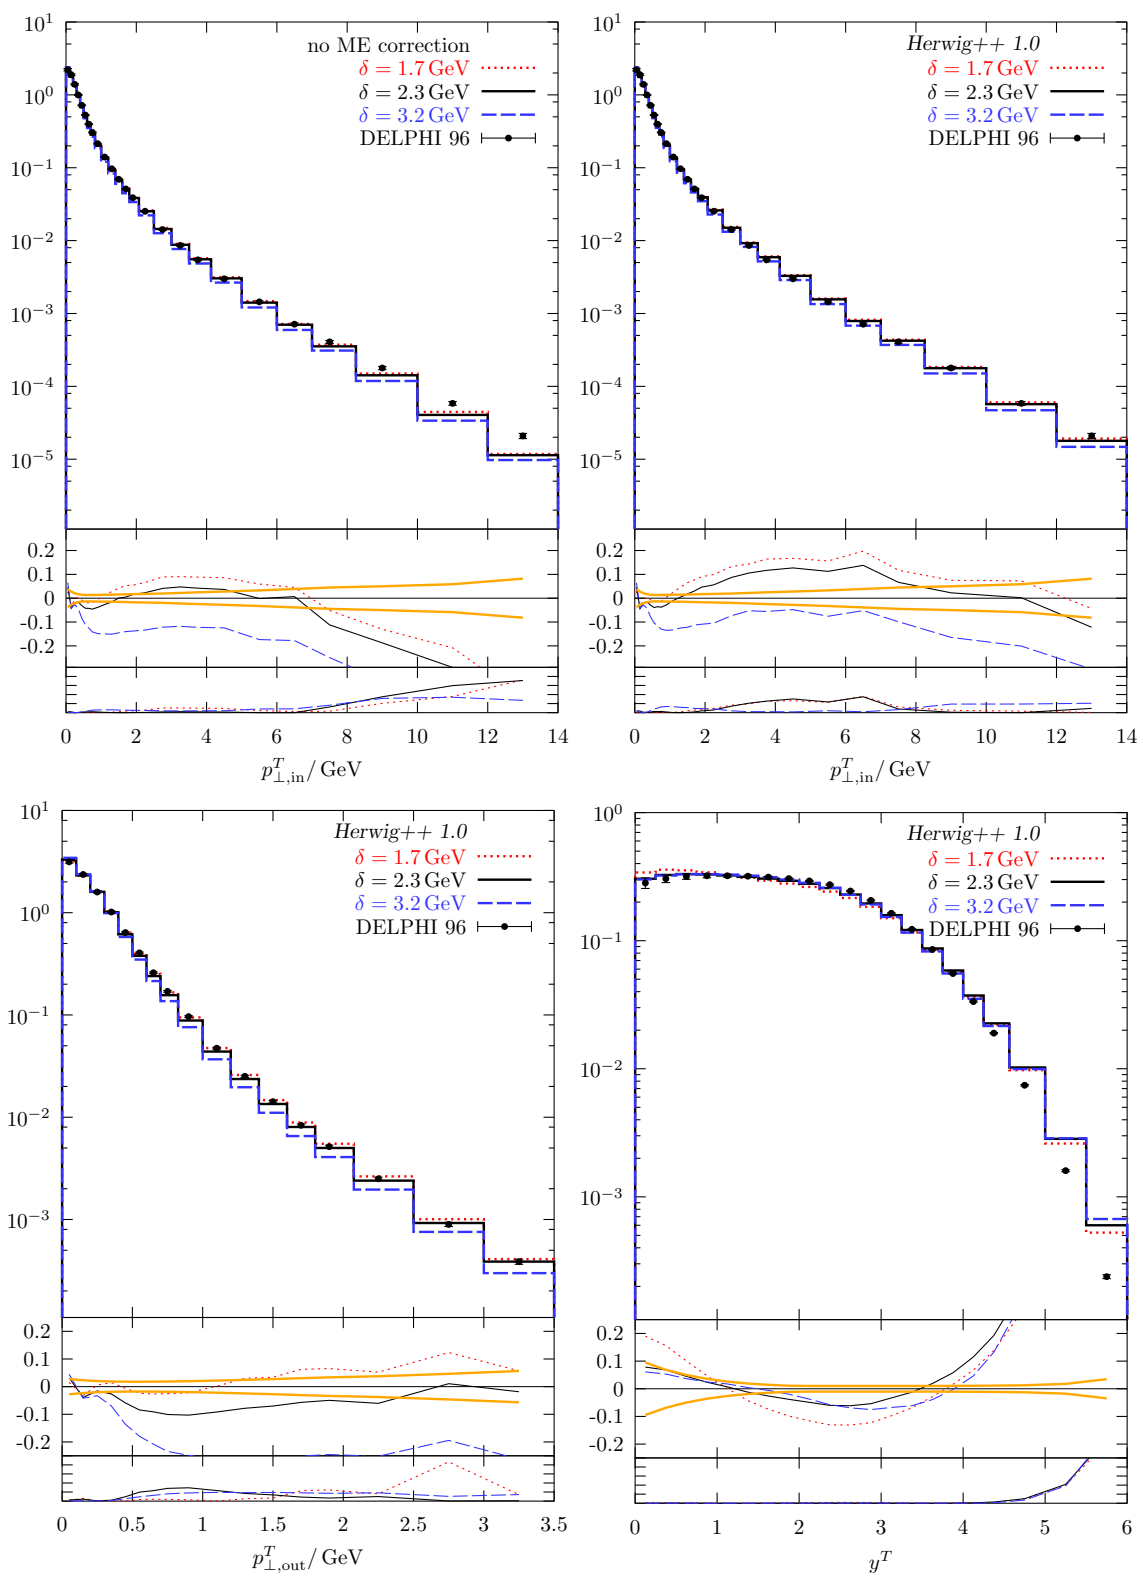 10^1
10^0
10^-1
10^-2
10^-3
10^-4
10^-5
no ME correction
δ = 1.7 GeV
δ = 2.3 GeV
δ = 3.2 GeV
DELPHI 96
0.2
0.1
0
-0.1
-0.2
0 2 4 6 8 10 12 14
p^T_⊥,in / GeV
10^1
10^0
10^-1
10^-2
10^-3
10^-4
10^-5
Herwig++ 1.0
δ = 1.7 GeV
δ = 2.3 GeV
δ = 3.2 GeV
DELPHI 96
0.2
0.1
0
-0.1
-0.2
0 2 4 6 8 10 12 14
p^T_⊥,in / GeV
10^1
10^0
10^-1
10^-2
10^-3
Herwig++ 1.0
δ = 1.7 GeV
δ = 2.3 GeV
δ = 3.2 GeV
DELPHI 96
0.2
0.1
0
-0.1
-0.2
0 0.5 1 1.5 2 2.5 3 3.5
p^T_⊥,out / GeV
10^0
10^-1
10^-2
10^-3
Herwig++ 1.0
δ = 1.7 GeV
δ = 2.3 GeV
δ = 3.2 GeV
DELPHI 96
0.2
0.1
0
-0.1
-0.2
0 1 2 3 4 5 6
y^T